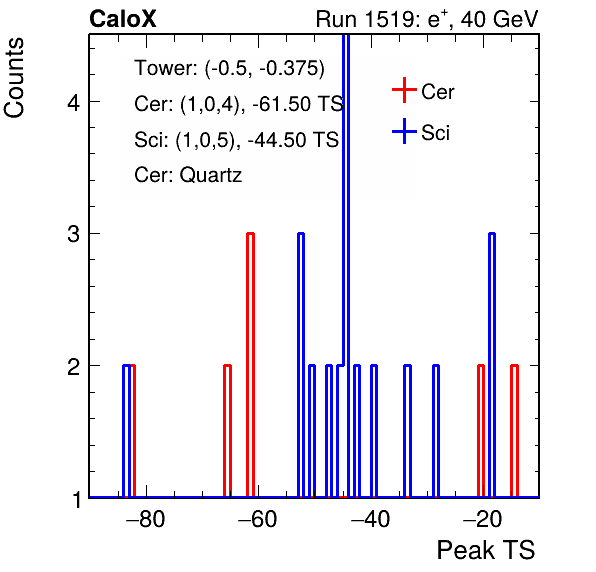 CaloX Run 1519: e⁺, 40 GeV
Counts
Tower: (-0.5, -0.375)
Cer: (1,0,4), -61.50 TS
Sci: (1,0,5), -44.50 TS
Cer: Quartz
Cer
Sci
4
3
2
1
−80 −60 −40 −20
Peak TS